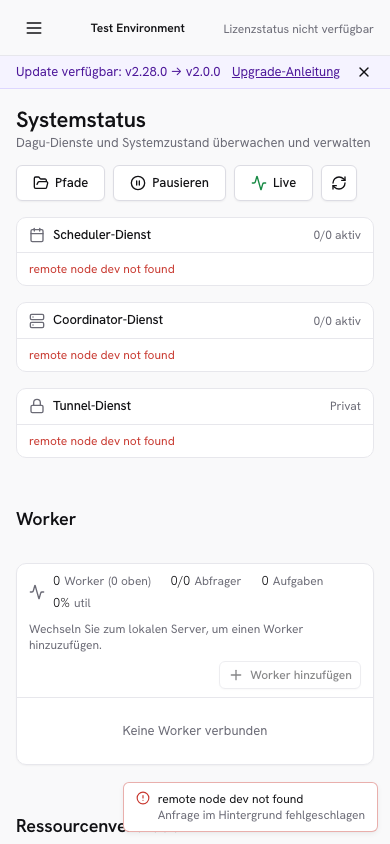 Test Environment
Lizenzstatus nicht verfügbar
Update verfügbar: v2.28.0 → v2.0.0 Upgrade-Anleitung
Systemstatus
Dagu-Dienste und Systemzustand überwachen und verwalten
Pfade
Pausieren
Live
Scheduler-Dienst
0/0 aktiv
remote node dev not found
Coordinator-Dienst
0/0 aktiv
remote node dev not found
Tunnel-Dienst
Privat
remote node dev not found
Worker
0 Worker (0 oben) 0/0 Abfrager 0 Aufgaben
0% util
Wechseln Sie zum lokalen Server, um einen Worker
hinzuzufügen.
Worker hinzufügen
Keine Worker verbunden
remote node dev not found
Anfrage im Hintergrund fehlgeschlagen